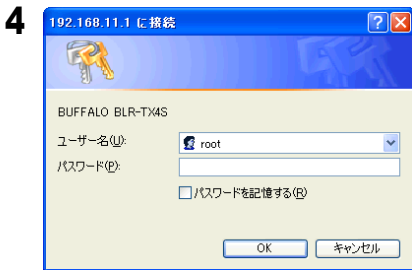 4
192.168.11.1 に接続
BUFFALO BLR-TX4S
ユーザー名(U):
root
パスワード(P):
パスワードを記憶する(R)
OK
キャンセル